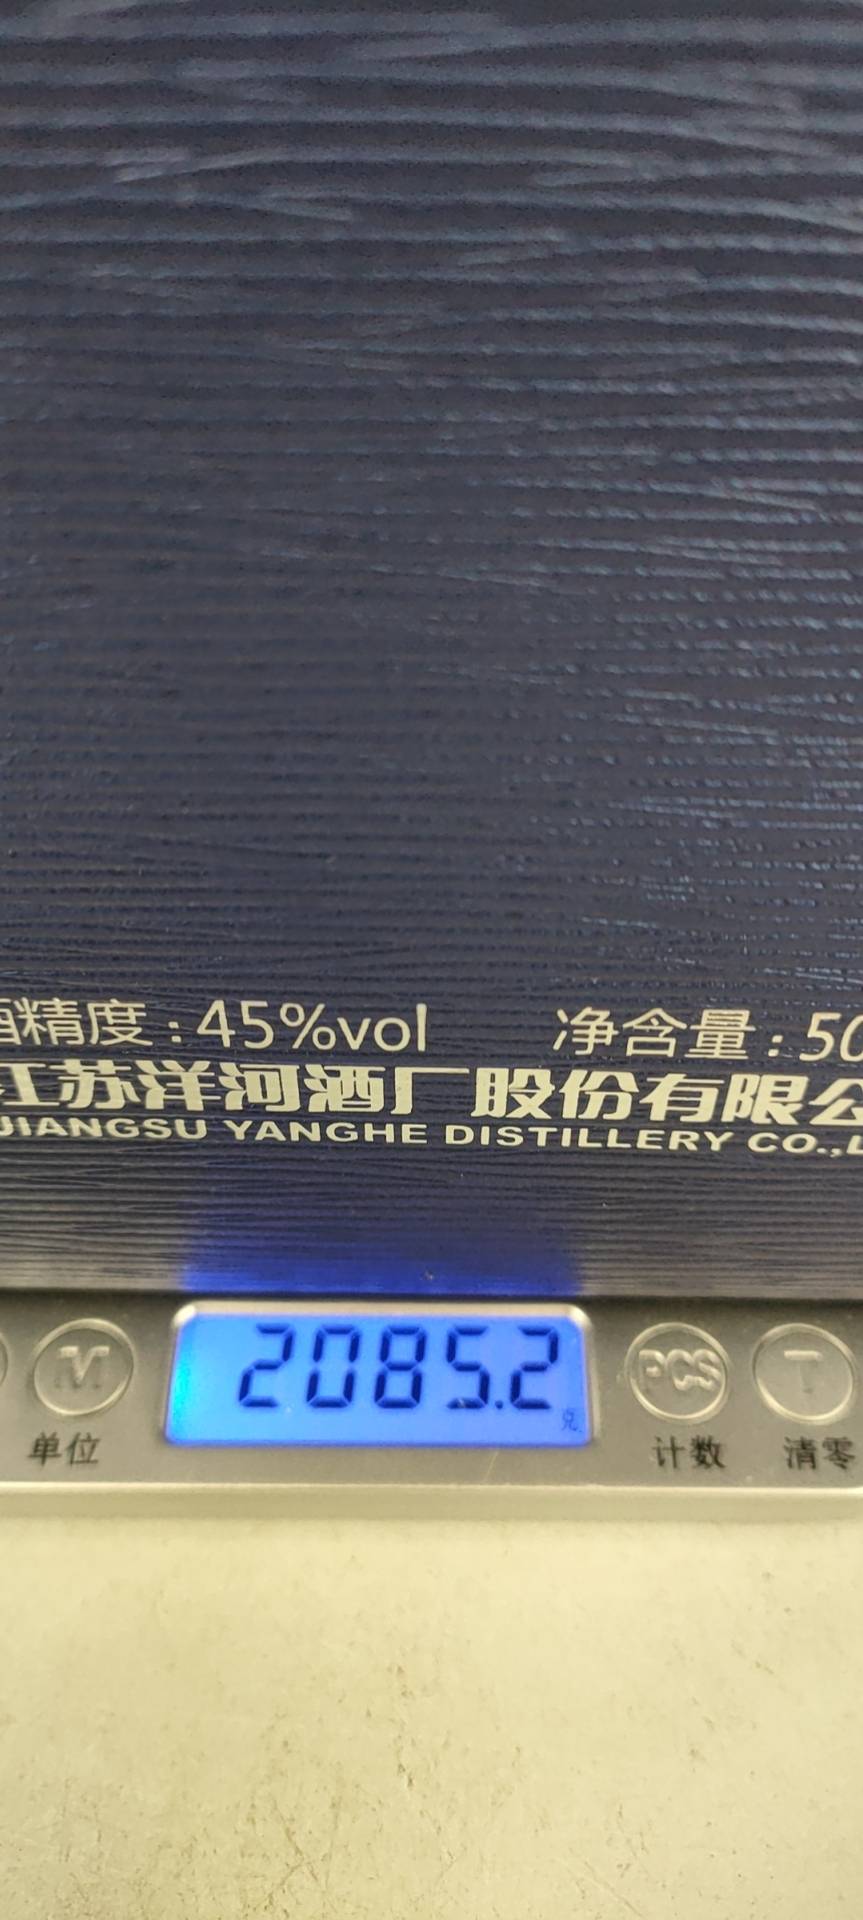 酒精度:45%vol 净含量:50
江苏洋河酒厂股份有限公
JIANGSU YANGHE DISTILLERY CO.,L
2085.2
克
M PCS T
单位 计数 清零